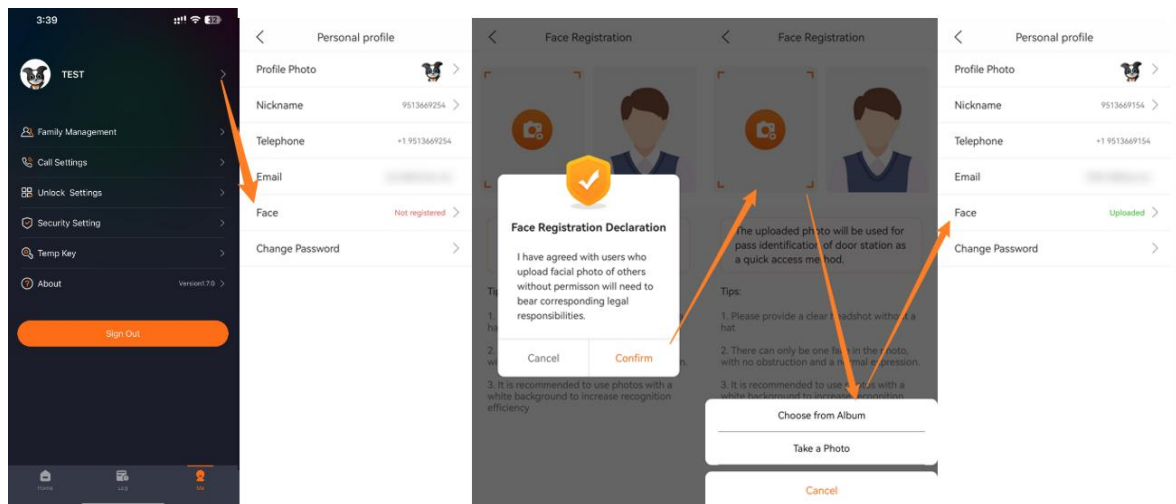 3:39
33
TEST
Family Management
Call Settings
Unlock Settings
Security Setting
Temp Key
About
Version1.7.0
Sign Out
Home
Log
Me
Personal profile
Profile Photo
Nickname
9513669254
Telephone
+1 9513669254
Email
Face
Not registered
Change Password
Face Registration
Face Registration Declaration
I have agreed with users who
upload facial photo of others
without permisson will need to
bear corresponding legal
responsibilities.
Cancel
Confirm
3. It is recommended to use photos with a
white background to increase recognition
efficiency
Face Registration
The uploaded photo will be used for
pass identification of door station as
a quick access method.
Tips:
1. Please provide a clear headshot without a
hat
2. There can only be one face in the photo,
with no obstruction and a normal expression.
3. It is recommended to use photos with a
white background to increase recognition
Choose from Album
Take a Photo
Cancel
Personal profile
Profile Photo
Nickname
9513669154
Telephone
+1 9513669154
Email
Face
Uploaded
Change Password